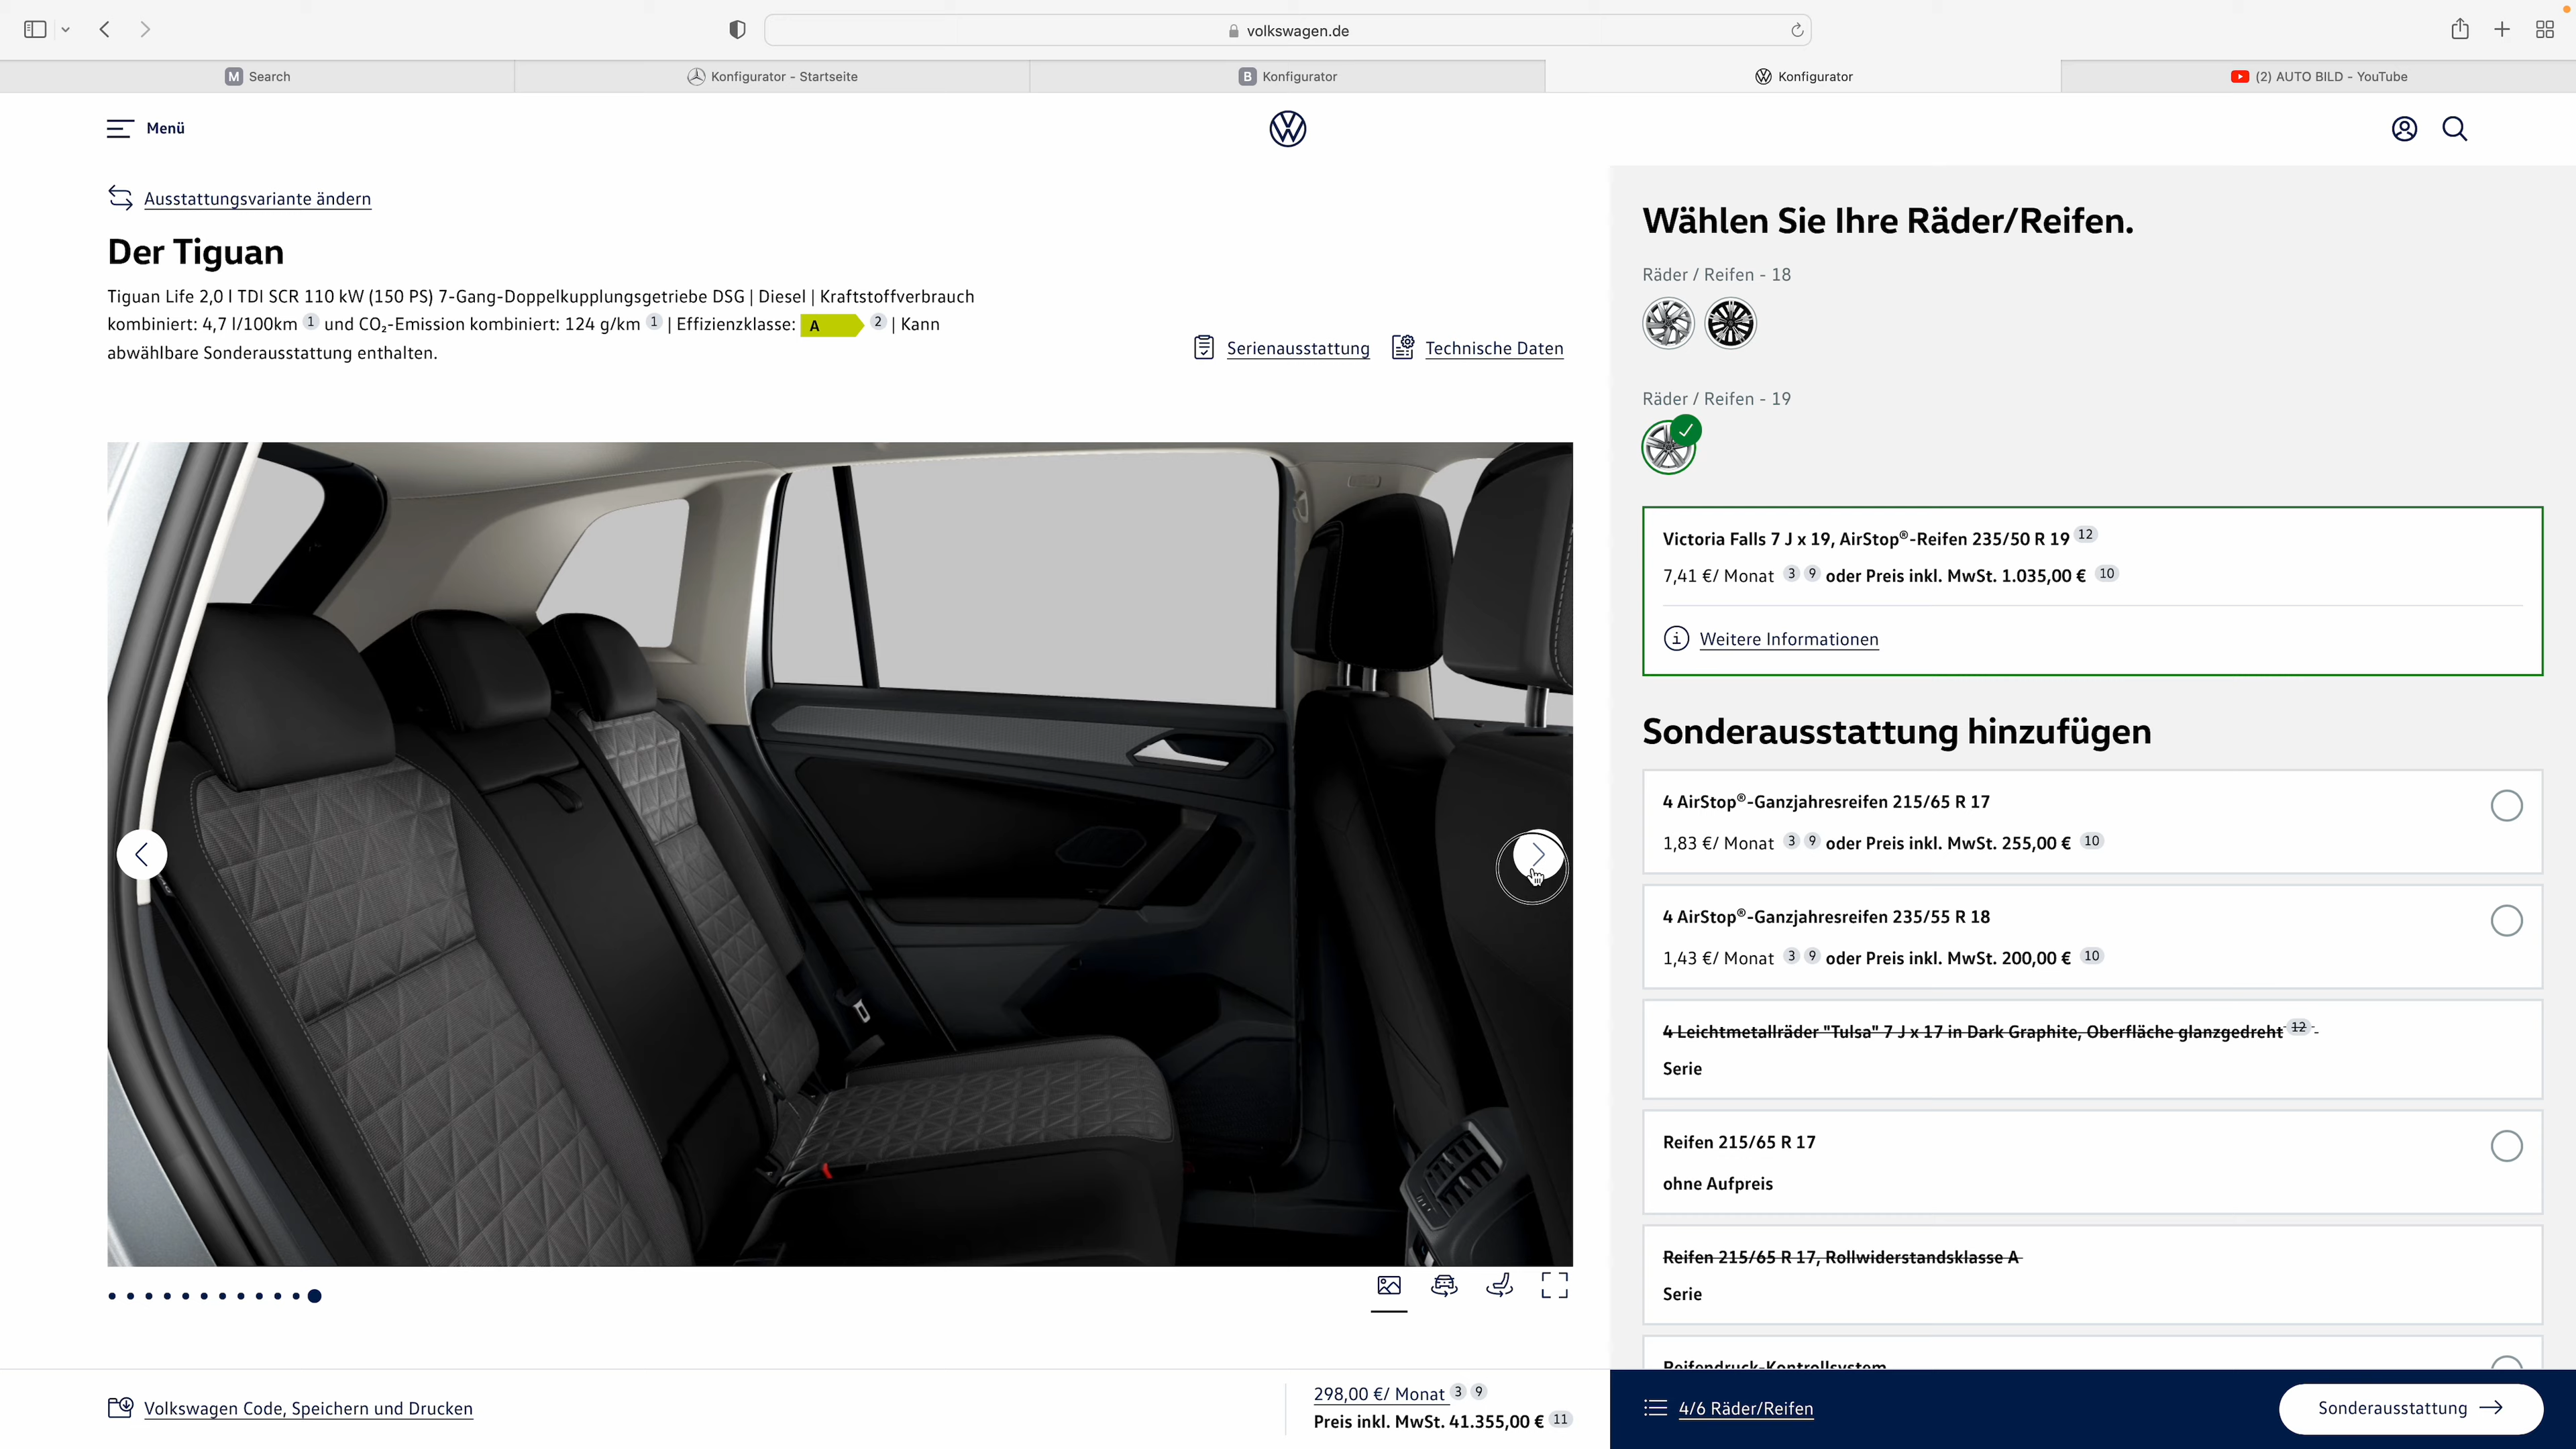 volkswagen.de
M Search
Konfigurator - Startseite
B Konfigurator
Konfigurator
(2) AUTO BILD - YouTube
Menü
Ausstattungsvariante ändern
Der Tiguan
Tiguan Life 2,0 l TDI SCR 110 kW (150 PS) 7-Gang-Doppelkupplungsgetriebe DSG | Diesel | Kraftstoffverbrauch
kombiniert: 4,7 l/100km 1 und CO₂-Emission kombiniert: 124 g/km 1 | Effizienzklasse: A 2 | Kann
abwählbare Sonderausstattung enthalten.
Serienausstattung
Technische Daten
Wählen Sie Ihre Räder/Reifen.
Räder / Reifen - 18
Räder / Reifen - 19
Victoria Falls 7 J x 19, AirStop®-Reifen 235/50 R 19 12
7,41 €/ Monat 3 9 oder Preis inkl. MwSt. 1.035,00 € 10
i Weitere Informationen
Sonderausstattung hinzufügen
4 AirStop®-Ganzjahresreifen 215/65 R 17
1,83 €/ Monat 3 9 oder Preis inkl. MwSt. 255,00 € 10
4 AirStop®-Ganzjahresreifen 235/55 R 18
1,43 €/ Monat 3 9 oder Preis inkl. MwSt. 200,00 € 10
4 Leichtmetallräder "Tulsa" 7 J x 17 in Dark Graphite, Oberfläche glanzgedreht 12
Serie
Reifen 215/65 R 17
ohne Aufpreis
Reifen 215/65 R 17, Rollwiderstandsklasse A
Serie
Reifendruck-Kontrollsystem
Volkswagen Code, Speichern und Drucken
298,00 €/ Monat 3 9
Preis inkl. MwSt. 41.355,00 € 11
4/6 Räder/Reifen
Sonderausstattung